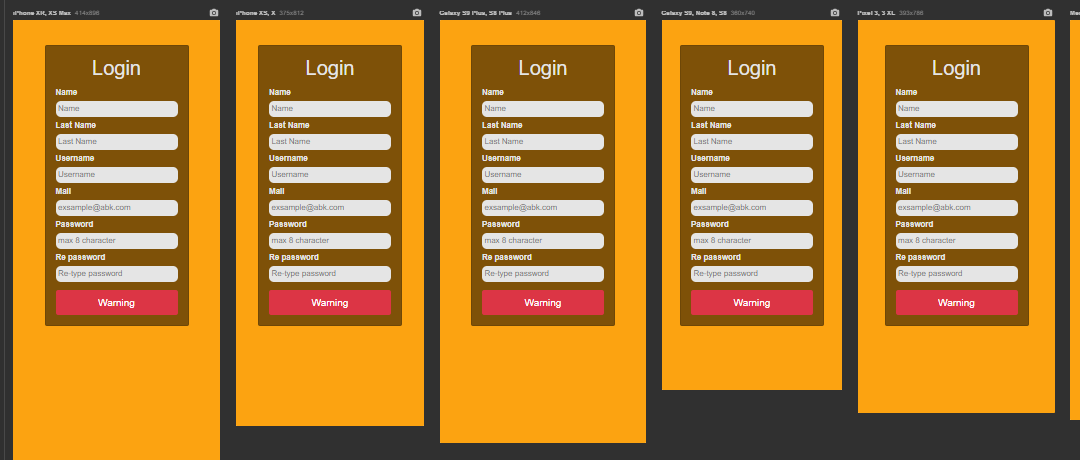 iPhone XR, XS Max 414x896
iPhone XS, X 375x812
Galaxy S9 Plus, S8 Plus 412x846
Galaxy S9, Note 8, S8 360x740
Pixel 3, 3 XL 393x786
Login
Name
Name
Last Name
Last Name
Username
Username
Mail
exsample@abk.com
Password
max 8 character
Re password
Re-type password
Warning
Login
Name
Name
Last Name
Last Name
Username
Username
Mail
exsample@abk.com
Password
max 8 character
Re password
Re-type password
Warning
Login
Name
Name
Last Name
Last Name
Username
Username
Mail
exsample@abk.com
Password
max 8 character
Re password
Re-type password
Warning
Login
Name
Name
Last Name
Last Name
Username
Username
Mail
exsample@abk.com
Password
max 8 character
Re password
Re-type password
Warning
Login
Name
Name
Last Name
Last Name
Username
Username
Mail
exsample@abk.com
Password
max 8 character
Re password
Re-type password
Warning